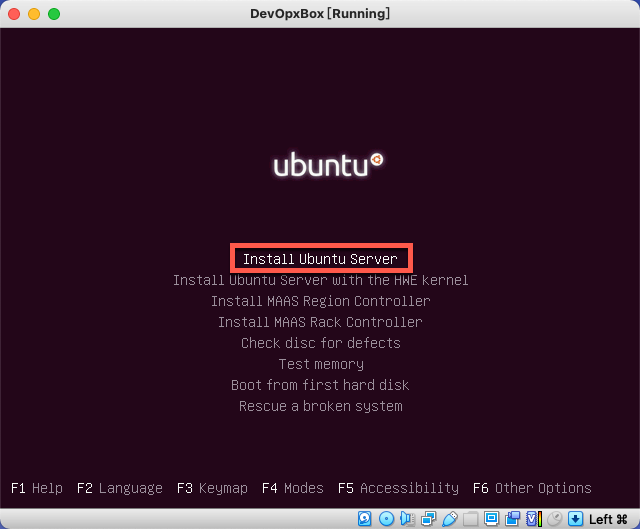 DevOpxBox [Running]
ubuntu
Install Ubuntu Server
Install Ubuntu Server with the HWE kernel
Install MAAS Region Controller
Install MAAS Rack Controller
Check disc for defects
Test memory
Boot from first hard disk
Rescue a broken system
F1 Help F2 Language F3 Keymap F4 Modes F5 Accessibility F6 Other Options
Left ⌘